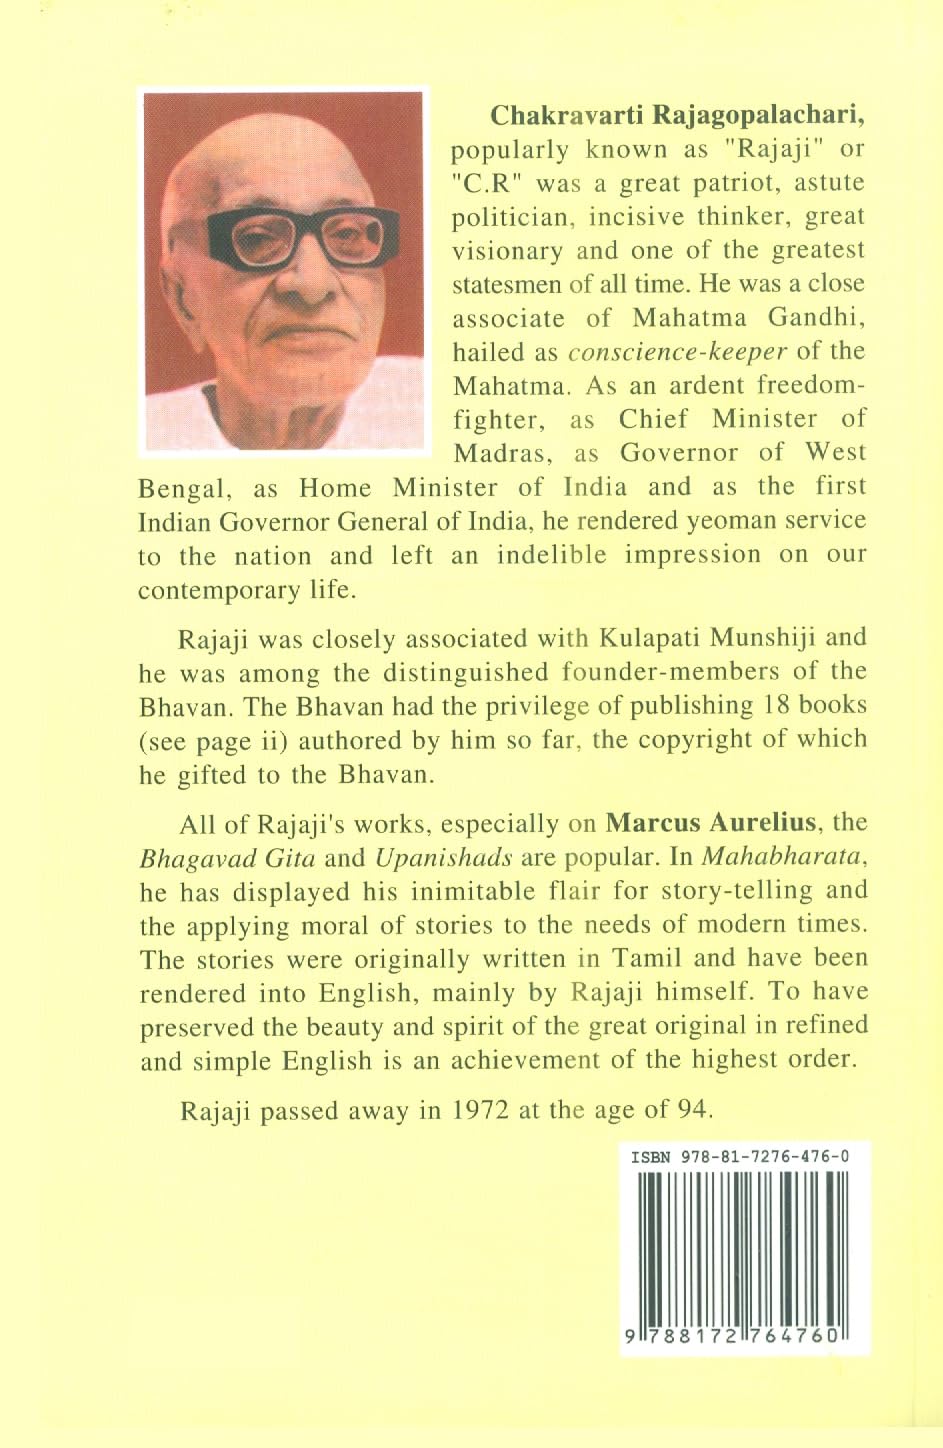 Chakravarti Rajagopalachari,
popularly known as "Rajaji" or
"C.R" was a great patriot, astute
politician, incisive thinker, great
visionary and one of the greatest
statesmen of all time. He was a close
associate of Mahatma Gandhi,
hailed as conscience-keeper of the
Mahatma. As an ardent freedom-
fighter, as Chief Minister of
Madras, as Governor of West
Bengal, as Home Minister of India and as the first
Indian Governor General of India, he rendered yeoman service
to the nation and left an indelible impression on our
contemporary life.
Rajaji was closely associated with Kulapati Munshiji and
he was among the distinguished founder-members of the
Bhavan. The Bhavan had the privilege of publishing 18 books
(see page ii) authored by him so far, the copyright of which
he gifted to the Bhavan.
All of Rajaji's works, especially on Marcus Aurelius, the
Bhagavad Gita and Upanishads are popular. In Mahabharata,
he has displayed his inimitable flair for story-telling and
the applying moral of stories to the needs of modern times.
The stories were originally written in Tamil and have been
rendered into English, mainly by Rajaji himself. To have
preserved the beauty and spirit of the great original in refined
and simple English is an achievement of the highest order.
Rajaji passed away in 1972 at the age of 94.
ISBN 978-81-7276-476-0
9 788172 764760